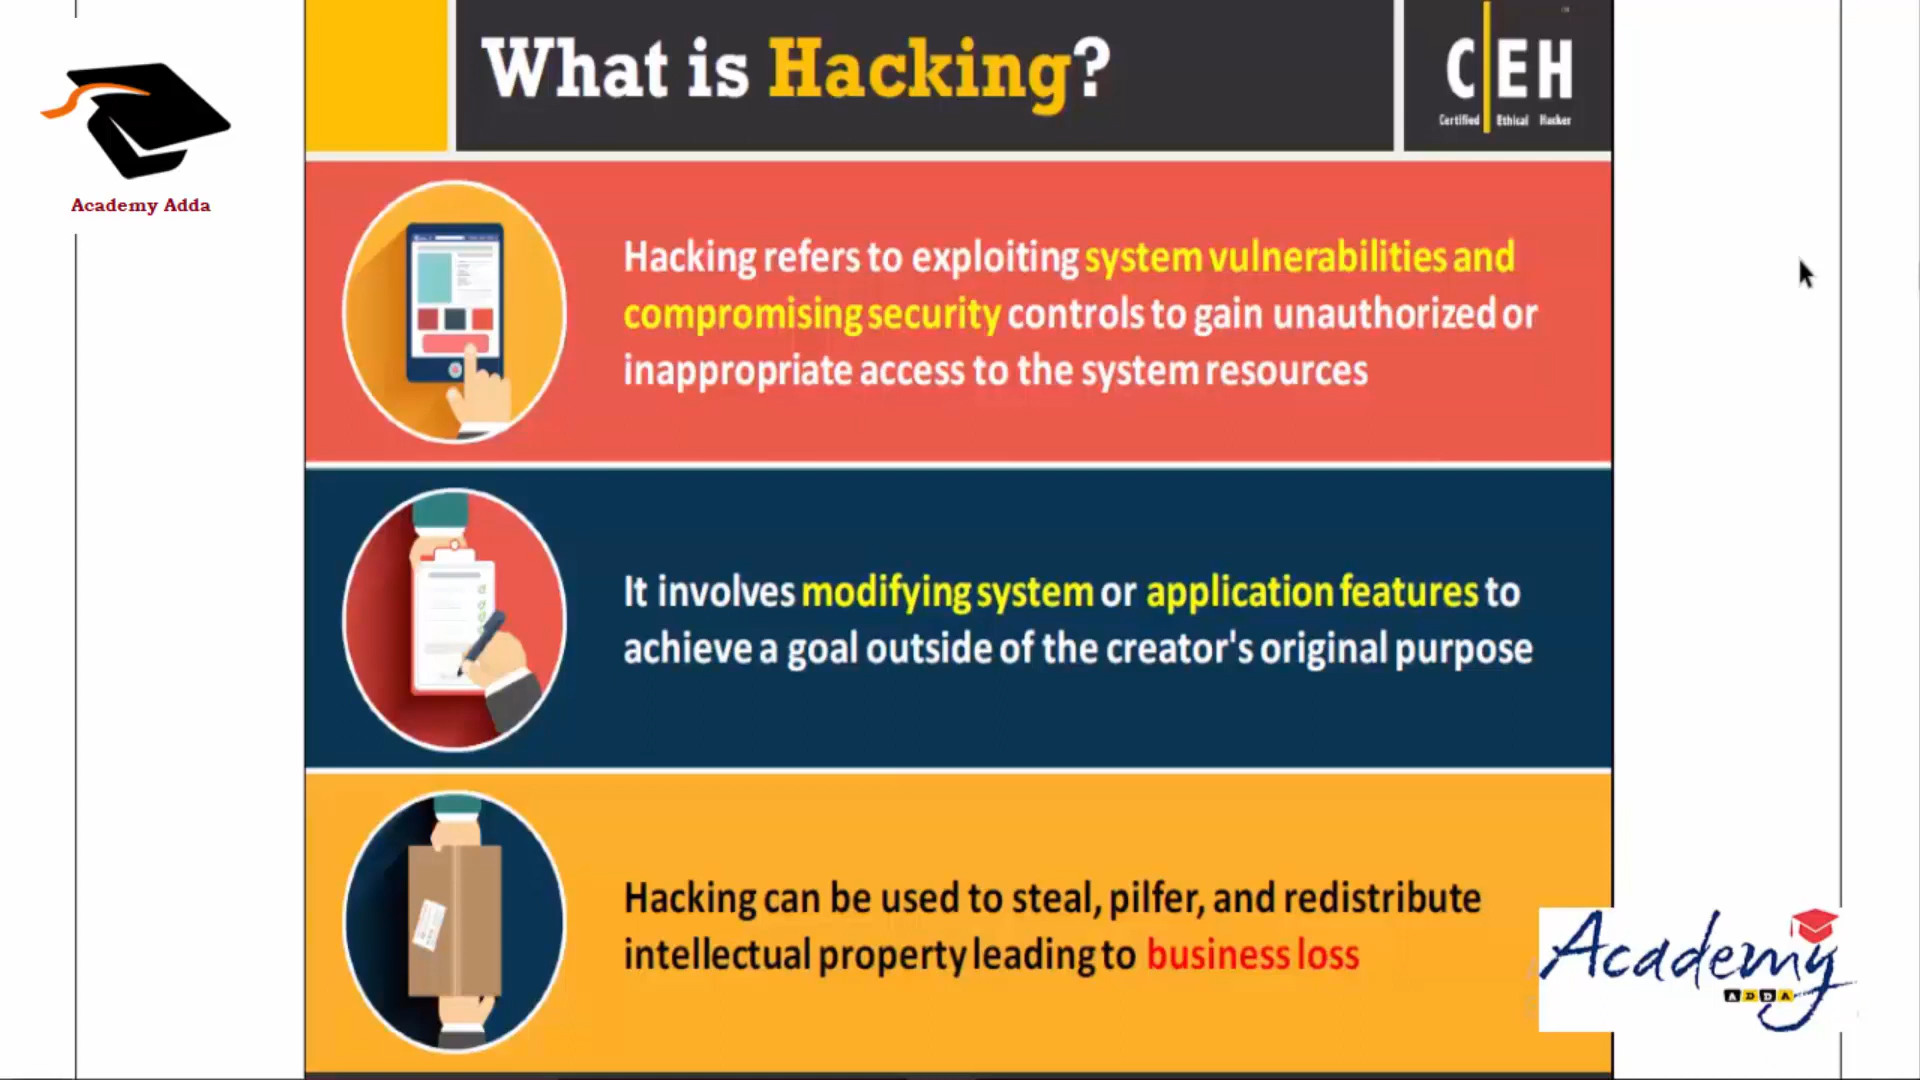 What is Hacking?
CEH
Certified Ethical Hacker
Academy Adda
Hacking refers to exploiting system vulnerabilities and
compromising security controls to gain unauthorized or
inappropriate access to the system resources
It involves modifying system or application features to
achieve a goal outside of the creator's original purpose
Hacking can be used to steal, pilfer, and redistribute
intellectual property leading to business loss
Academy
ADDA